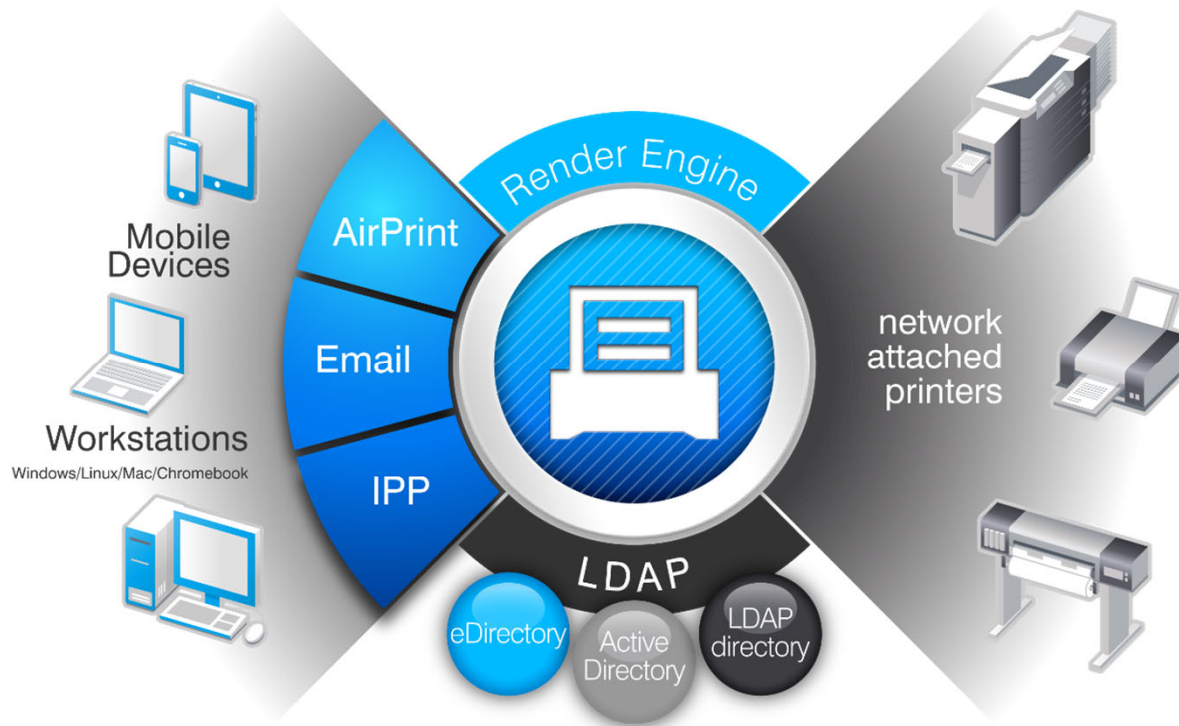 Render Engine
AirPrint
Mobile
Devices
Email
network
attached
printers
Workstations
Windows/Linux/Mac/Chromebook
IPP
LDAP
eDirectory
Active
Directory
LDAP
directory